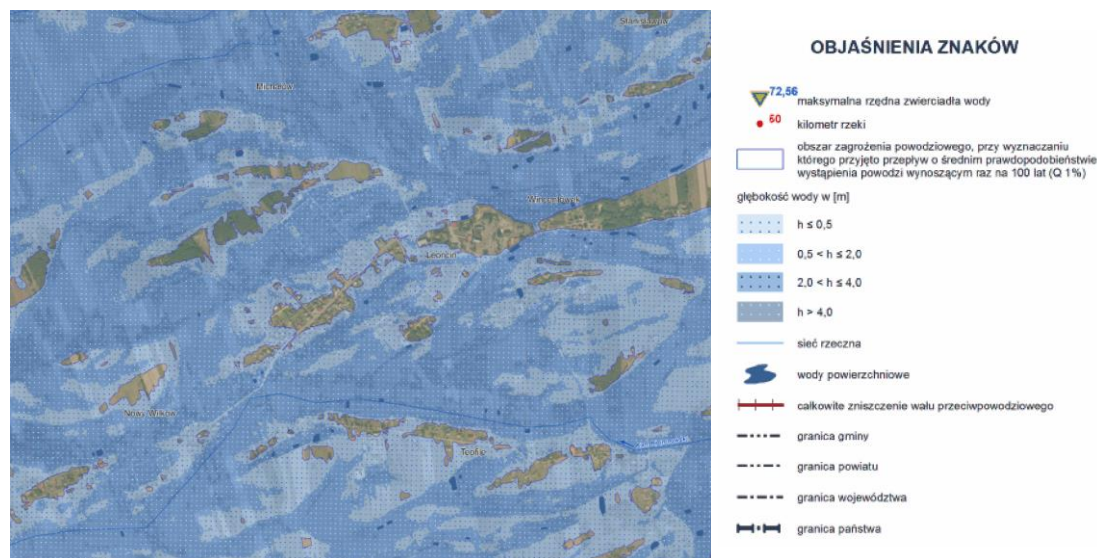 Leoncin
Nowy Wilków
Teofile
OBJAŚNIENIA ZNAKÓW
72,56
maksymalna rzędna zwierciadła wody
60
kilometr rzeki
obszar zagrożenia powodziowego, przy wyznaczaniu
którego przyjęto przepływ o średnim prawdopodobieństwie
wystąpienia powodzi wynoszącym raz na 100 lat (Q 1%)
głębokość wody w [m]
h ≤ 0,5
0,5 < h ≤ 2,0
2,0 < h ≤ 4,0
h > 4,0
sieć rzeczna
wody powierzchniowe
całkowite zniszczenie wału przeciwpowodziowego
granica gminy
granica powiatu
granica województwa
granica państwa